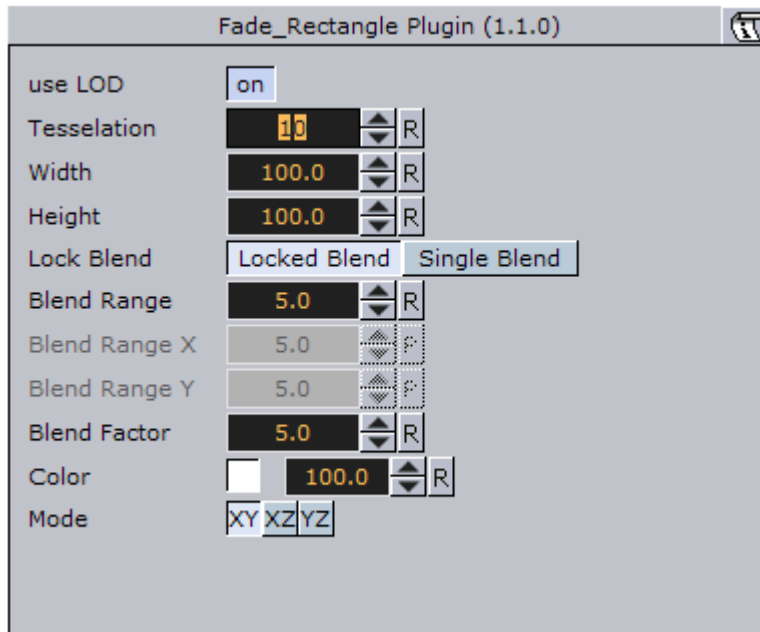 Fade_Rectangle Plugin (1.1.0)
use LOD on
Tesselation 10 R
Width 100.0 R
Height 100.0 R
Lock Blend Locked Blend Single Blend
Blend Range 5.0 R
Blend Range X 5.0
Blend Range Y 5.0
Blend Factor 5.0 R
Color 100.0 R
Mode XY XZ YZ